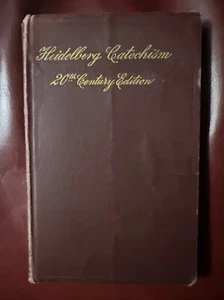 Heidelberg Catechism
20th Century Edition